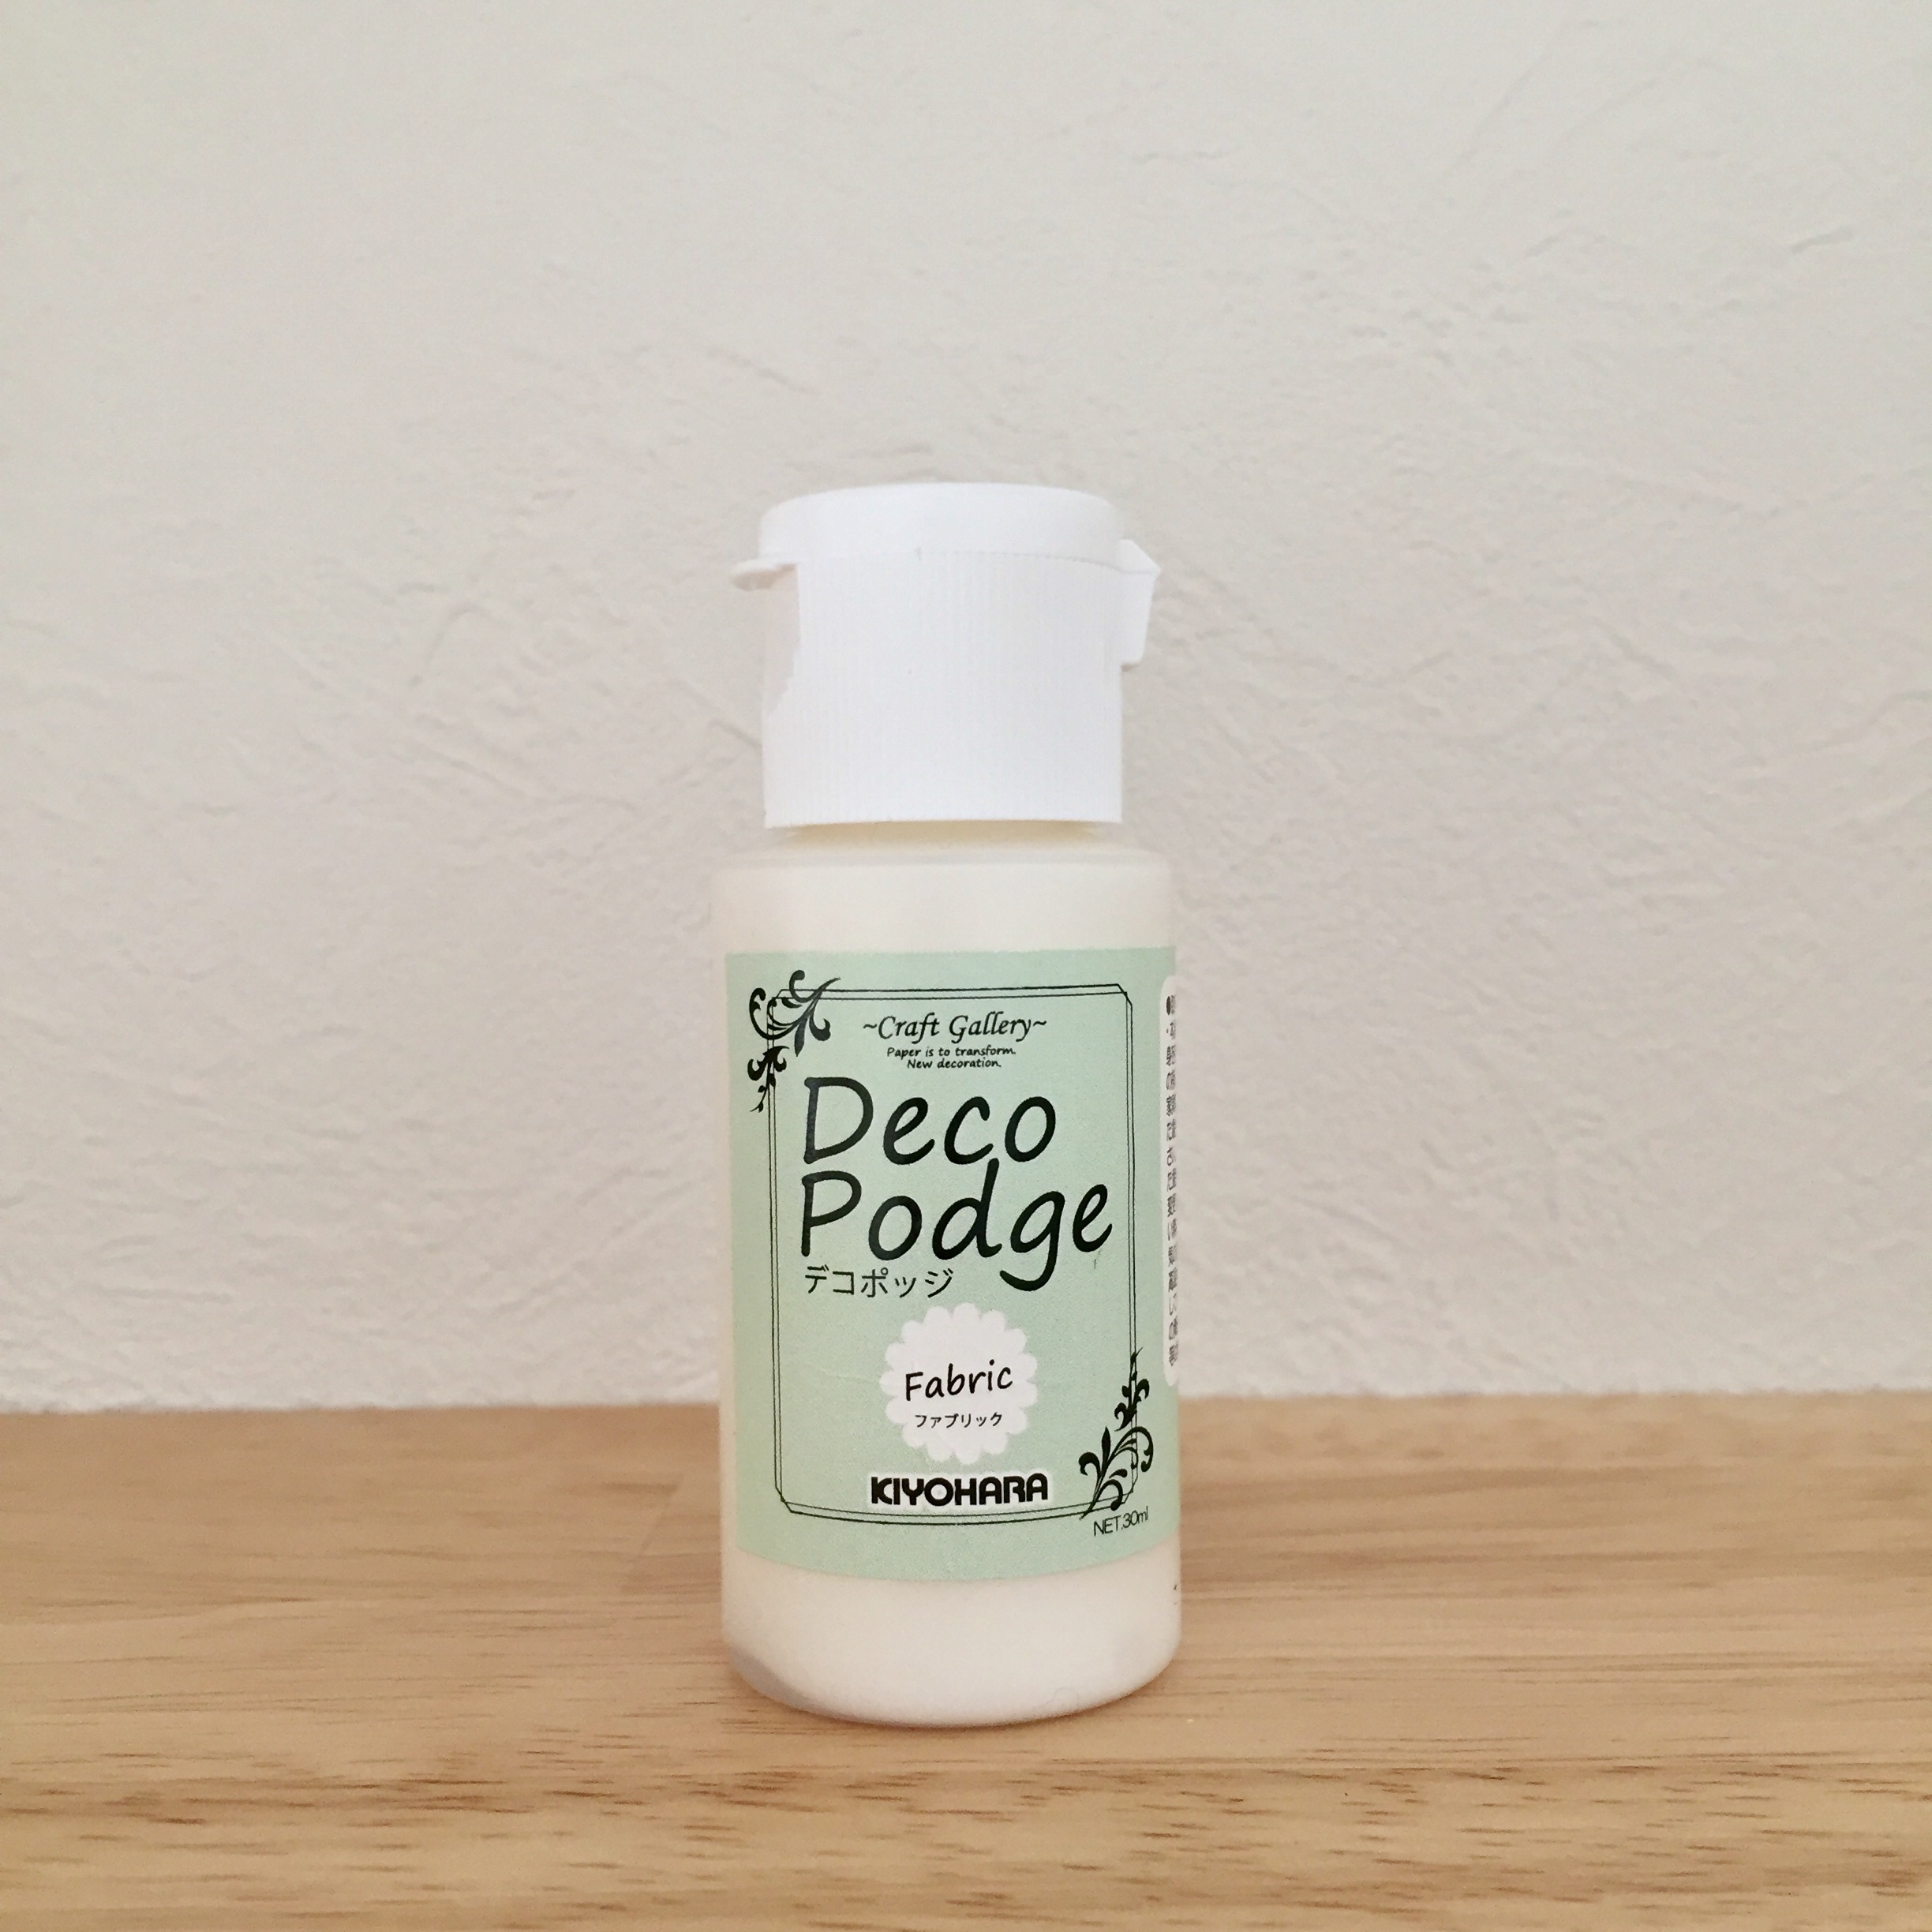 ~Craft Gallery~
Paper is to transform.
New decoration.
Deco
Podge
デコポッジ
Fabric
ファブリック
KIYOHARA
NET.30ml